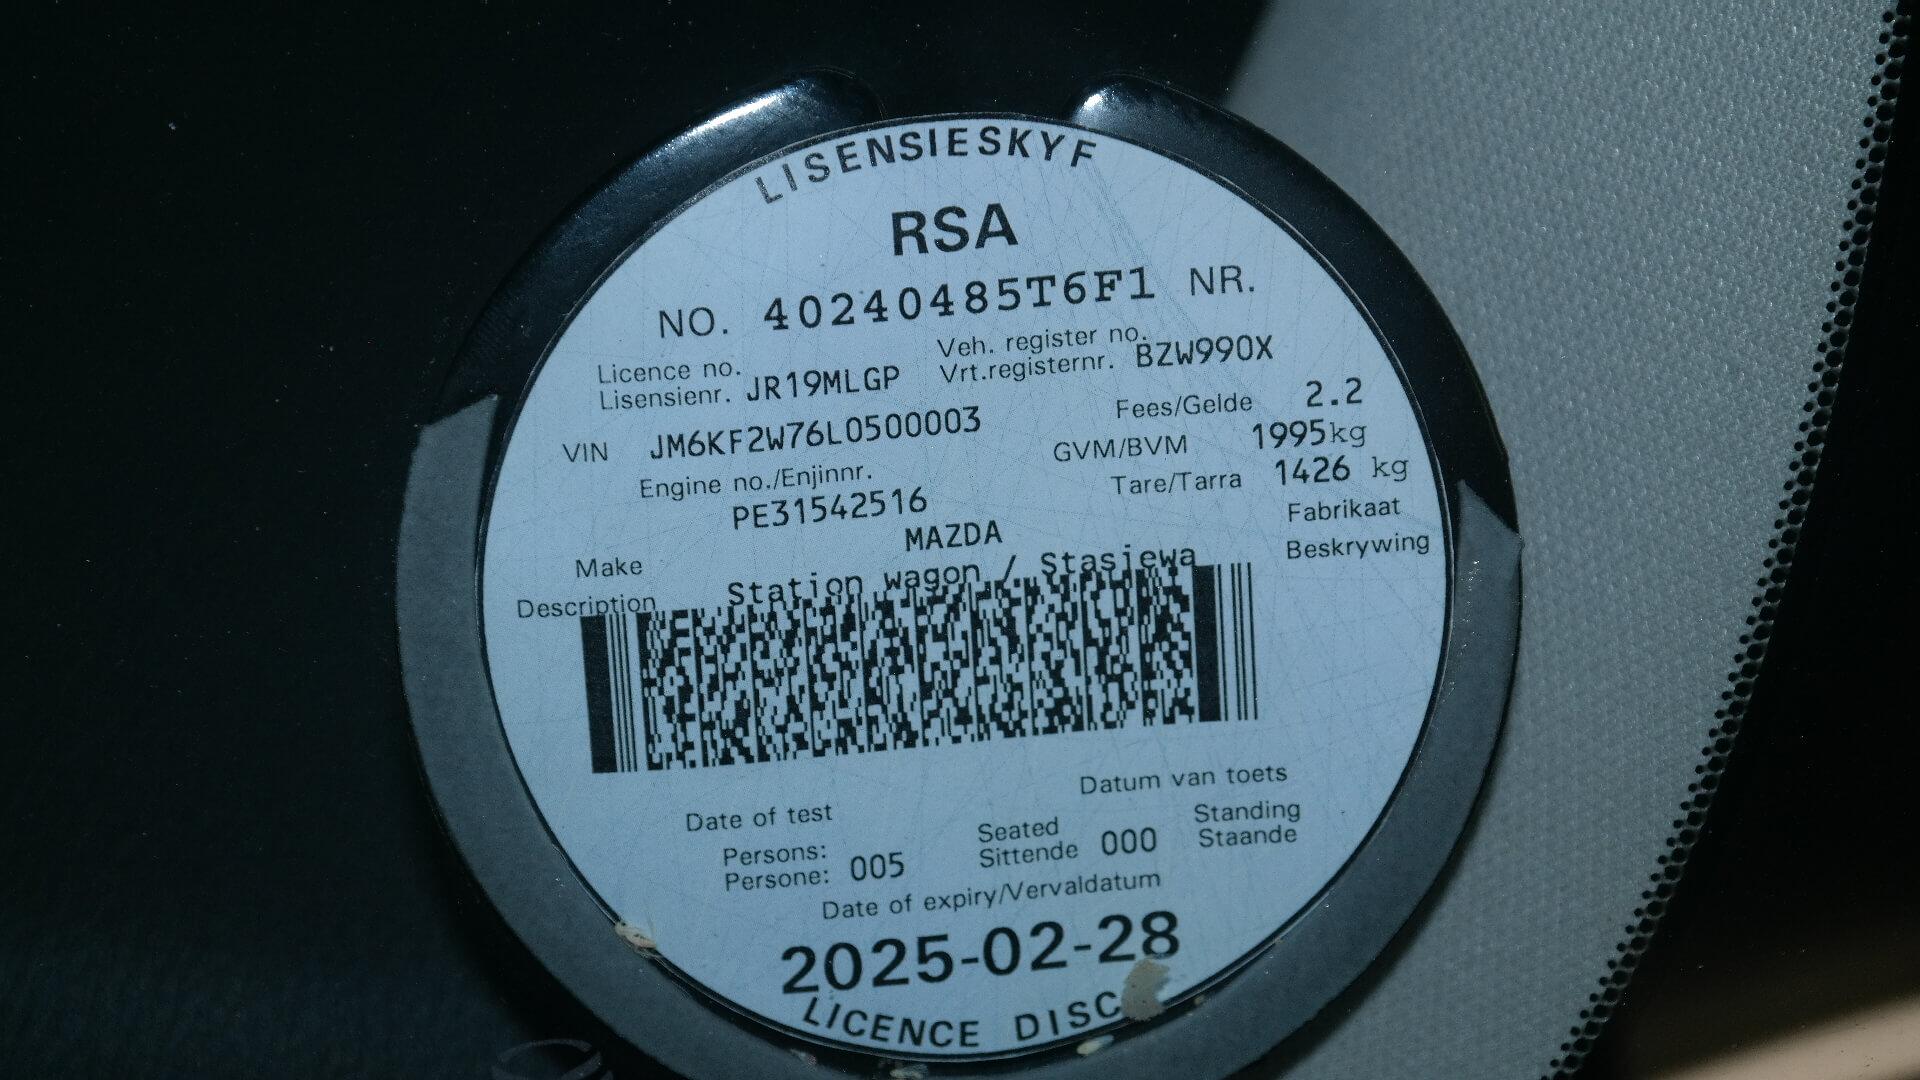 LISENSIESKYF
RSA
NO. 40240485T6F1 NR.
Licence no. Veh. register no.
Lisensienr. JR19MLGP Vrt.registernr. BZW990X
VIN JM6KF2W76L0500003 Fees/Gelde 2.2
Engine no./Enjinnr. GVM/BVM 1995kg
PE31542516 Tare/Tarra 1426 kg
Make MAZDA Fabrikaat
Description Station wagon / Stasiewa Beskrywing
Date of test Datum van toets
Persons: Seated Standing
Persone: 005 Sittende 000 Staande
Date of expiry/Vervaldatum
2025-02-28
LICENCE DISC